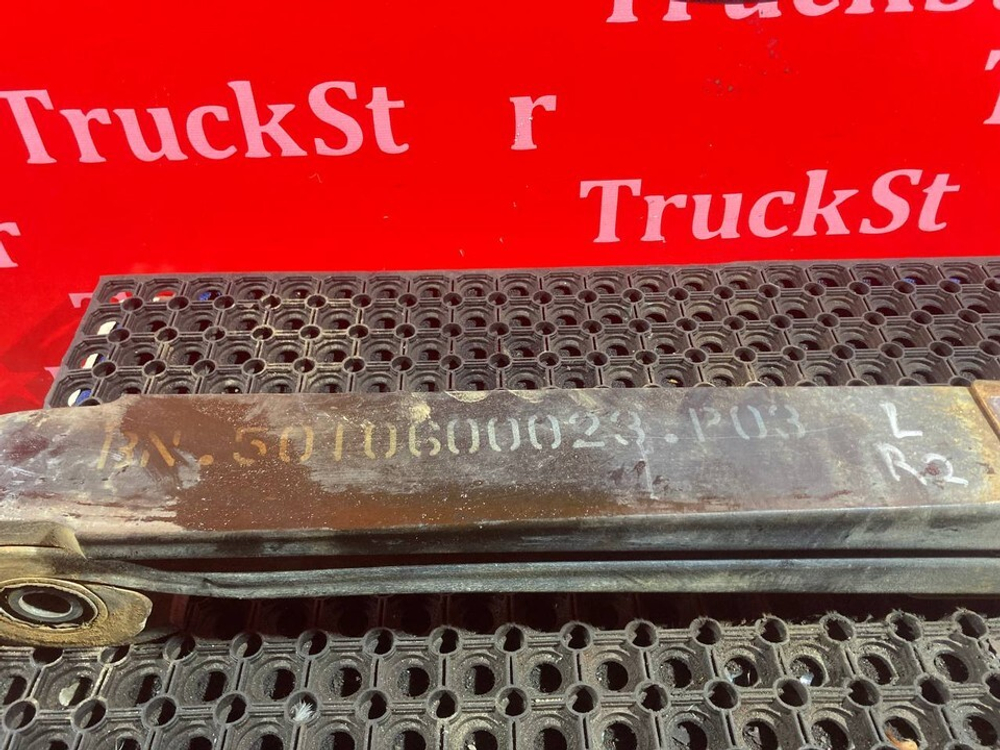 TruckSt
TruckSt r
TruckSt
r
BN.5010600023.P03
L
R2